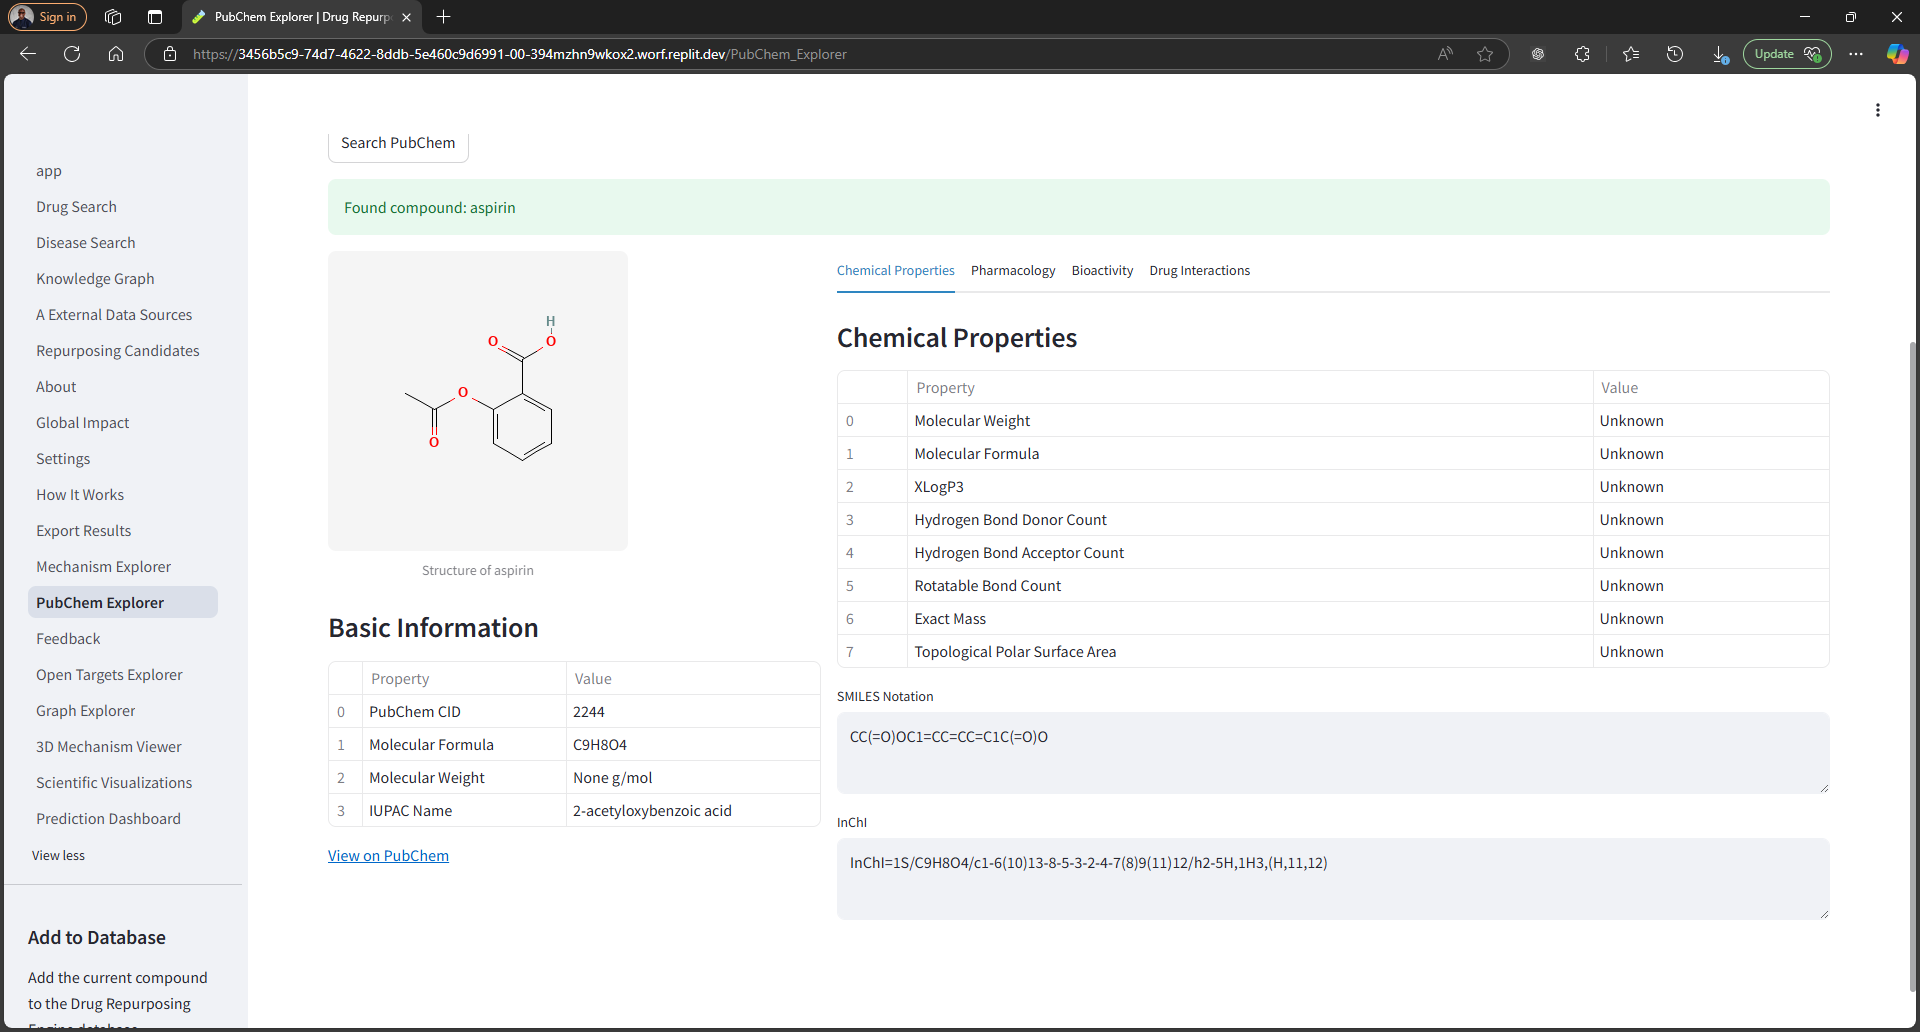 Sign in
PubChem Explorer | Drug Repurp
https://3456b5c9-74d7-4622-8ddb-5e460c9d6991-00-394mzhn9wkox2.worf.replit.dev/PubChem_Explorer
Update
app
Drug Search
Disease Search
Knowledge Graph
A External Data Sources
Repurposing Candidates
About
Global Impact
Settings
How It Works
Export Results
Mechanism Explorer
PubChem Explorer
Feedback
Open Targets Explorer
Graph Explorer
3D Mechanism Viewer
Scientific Visualizations
Prediction Dashboard
View less
Add to Database
Add the current compound
to the Drug Repurposing
Engine database
Search PubChem
Found compound: aspirin
H
O O
O
O
Structure of aspirin
Basic Information
Property Value
0 PubChem CID 2244
1 Molecular Formula C9H8O4
2 Molecular Weight None g/mol
3 IUPAC Name 2-acetyloxybenzoic acid
View on PubChem
Chemical Properties Pharmacology Bioactivity Drug Interactions
Chemical Properties
Property Value
0 Molecular Weight Unknown
1 Molecular Formula Unknown
2 XLogP3 Unknown
3 Hydrogen Bond Donor Count Unknown
4 Hydrogen Bond Acceptor Count Unknown
5 Rotatable Bond Count Unknown
6 Exact Mass Unknown
7 Topological Polar Surface Area Unknown
SMILES Notation
CC(=O)OC1=CC=CC=C1C(=O)O
InChI
InChI=1S/C9H8O4/c1-6(10)13-8-5-3-2-4-7(8)9(11)12/h2-5H,1H3,(H,11,12)